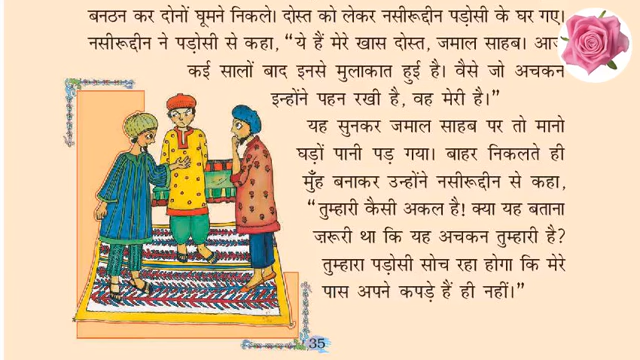 बनठन कर दोनों घूमने निकले। दोस्त को लेकर नसीरूद्दीन पड़ोसी के घर गए।
नसीरूद्दीन ने पड़ोसी से कहा, “ये हैं मेरे खास दोस्त, जमाल साहब। आज
कई सालों बाद इनसे मुलाकात हुई है। वैसे जो अचकन
इन्होंने पहन रखी है, वह मेरी है।”
यह सुनकर जमाल साहब पर तो मानो
घड़ों पानी पड़ गया। बाहर निकलते ही
मुँह बनाकर उन्होंने नसीरूद्दीन से कहा,
“तुम्हारी कैसी अकल है! क्या यह बताना
ज़रूरी था कि यह अचकन तुम्हारी है?
तुम्हारा पड़ोसी सोच रहा होगा कि मेरे
पास अपने कपड़े हैं ही नहीं।”
35